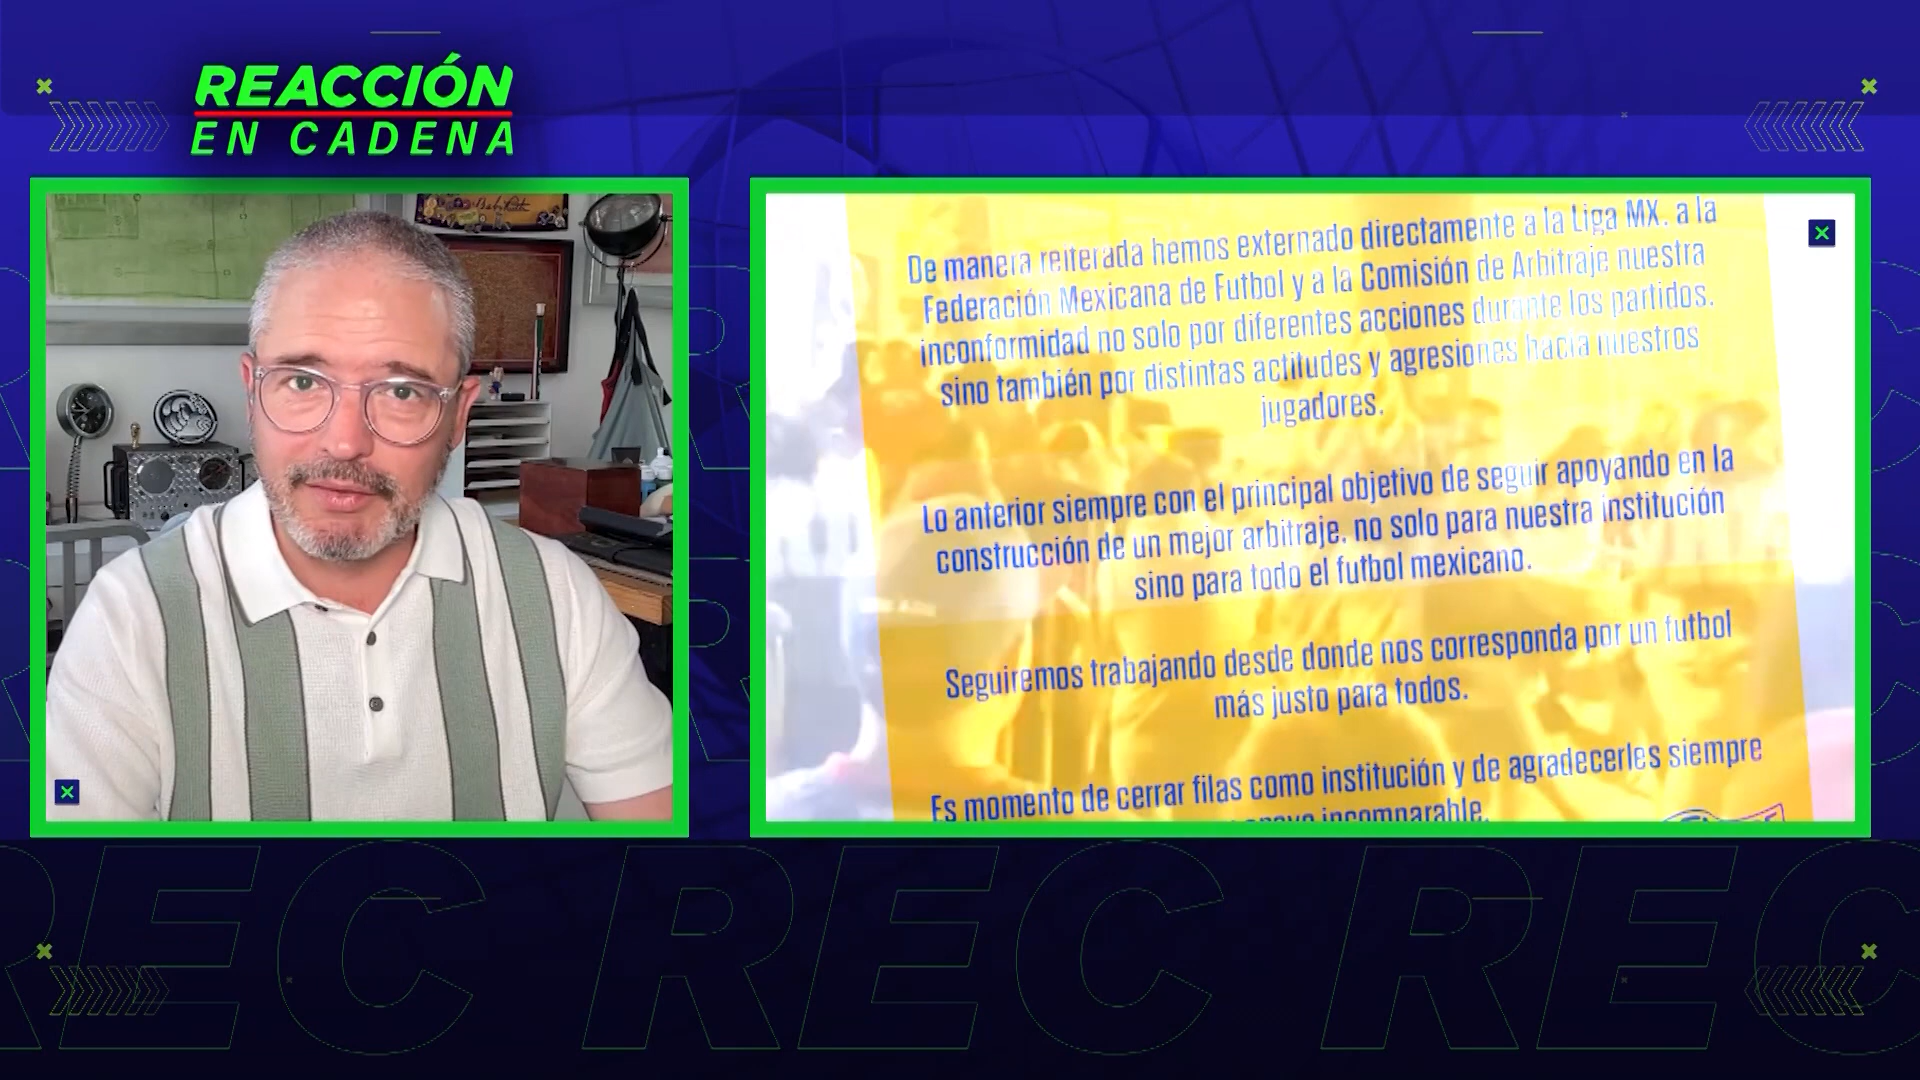 REACCIÓN
EN CADENA
De manera reiterada hemos externado directamente a la Liga MX, a la
Federación Mexicana de Futbol y a la Comisión de Arbitraje nuestra
inconformidad no solo por diferentes acciones durante los partidos,
sino también por distintas actitudes y agresiones hacia nuestros
jugadores.
Lo anterior siempre con el principal objetivo de seguir apoyando en la
construcción de un mejor arbitraje, no solo para nuestra institución
sino para todo el futbol mexicano.
Seguiremos trabajando desde donde nos corresponda por un futbol
más justo para todos.
Es momento de cerrar filas como institución y de agradecerles siempre
apoyo incomparable.
REC REC REC